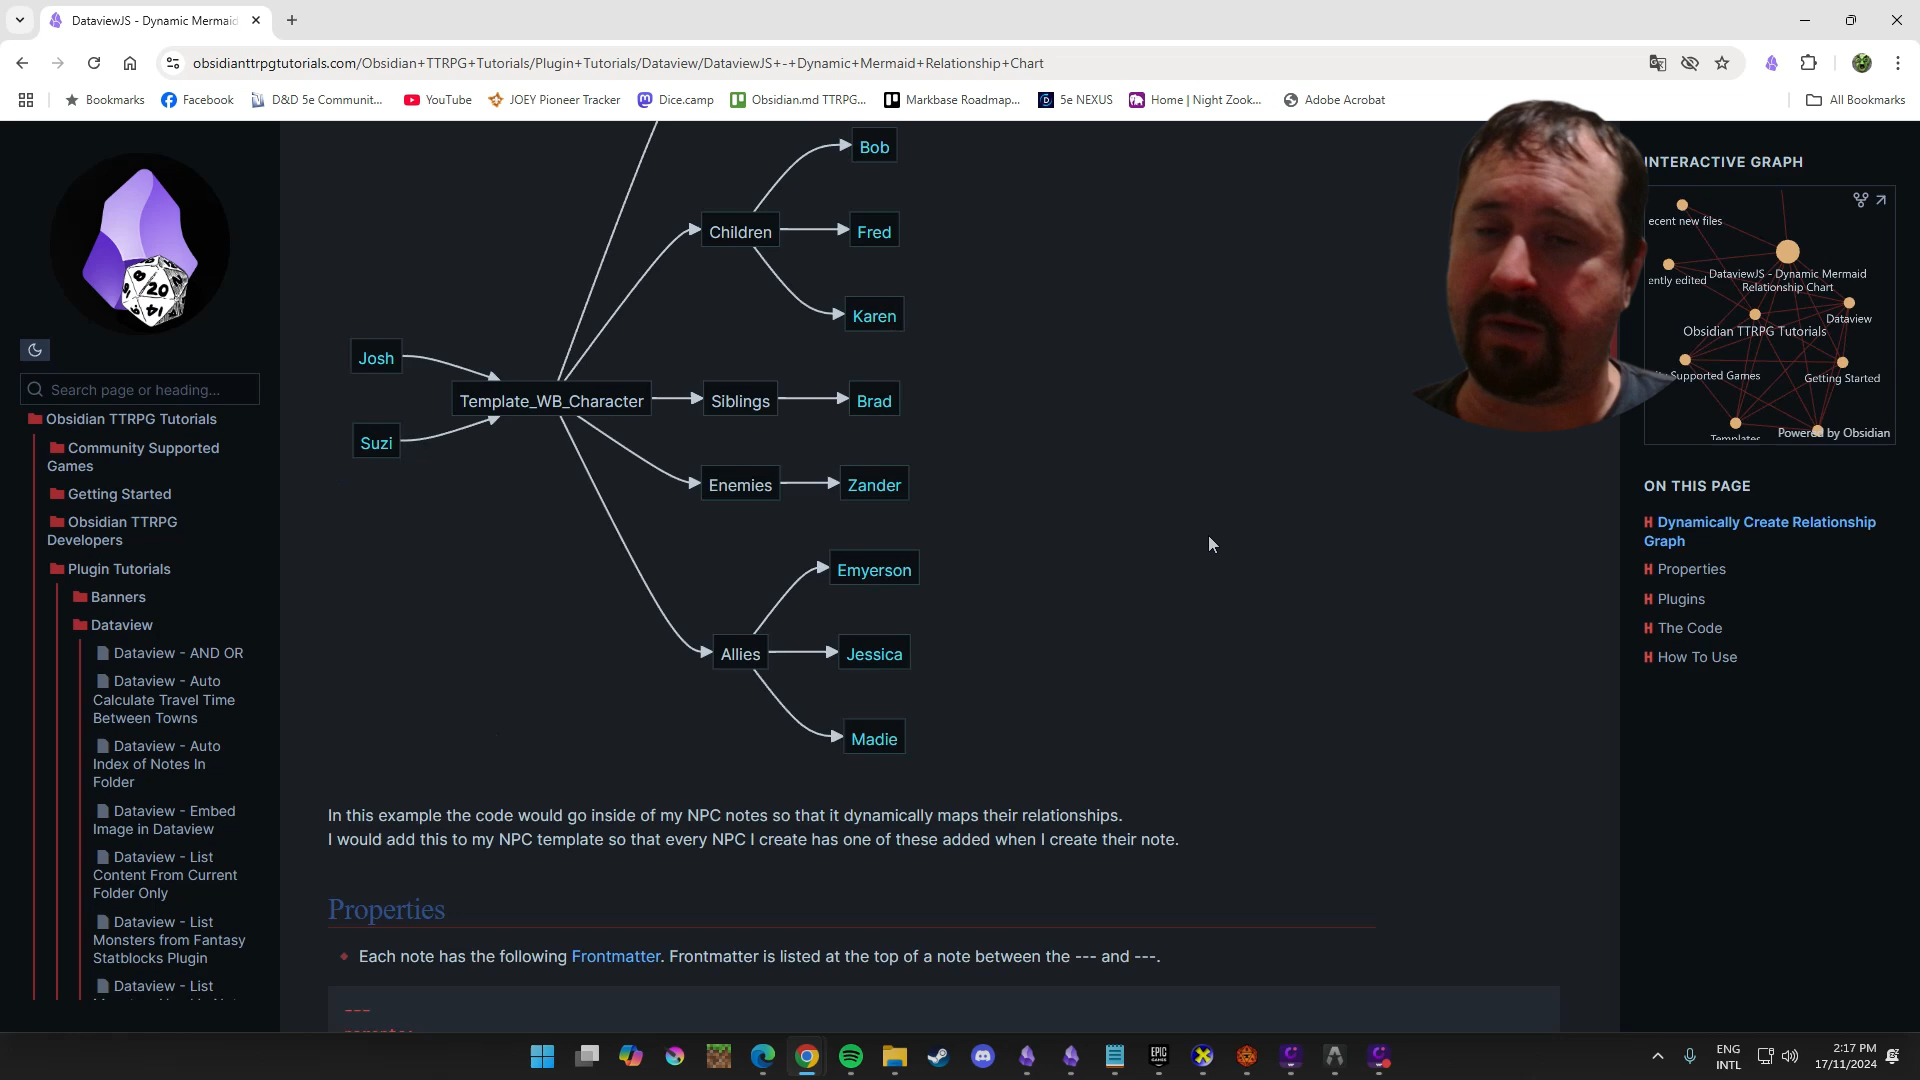 DataviewJS - Dynamic Mermaid
obsidianttrpgtutorials.com/Obsidian+TTRPG+Tutorials/Plugin+Tutorials/Dataview/DataviewJS+-+Dynamic+Mermaid+Relationship+Chart
Bookmarks
Facebook
D&D 5e Communit...
YouTube
JOEY Pioneer Tracker
Dice.camp
Obsidian.md TTRPG...
Markbase Roadmap...
5e NEXUS
Home | Night Zook...
Adobe Acrobat
All Bookmarks
20
Search page or heading...
Obsidian TTRPG Tutorials
Community Supported
Games
Getting Started
Obsidian TTRPG
Developers
Plugin Tutorials
Banners
Dataview
Dataview - AND OR
Dataview - Auto
Calculate Travel Time
Between Towns
Dataview - Auto
Index of Notes In
Folder
Dataview - Embed
Image in Dataview
Dataview - List
Content From Current
Folder Only
Dataview - List
Monsters from Fantasy
Statblocks Plugin
Dataview - List
Bob
Children
Fred
Karen
Josh
Template_WB_Character
Siblings
Brad
Suzi
Enemies
Zander
Emyerson
Allies
Jessica
Madie
In this example the code would go inside of my NPC notes so that it dynamically maps their relationships.
I would add this to my NPC template so that every NPC I create has one of these added when I create their note.
Properties
Each note has the following Frontmatter. Frontmatter is listed at the top of a note between the --- and ---.
---
INTERACTIVE GRAPH
ecent new files
DataviewJS - Dynamic Mermaid
Relationship Chart
ently edited
Dataview
Obsidian TTRPG Tutorials
Supported Games
Getting Started
Templates
Powered by Obsidian
ON THIS PAGE
H Dynamically Create Relationship
Graph
H Properties
H Plugins
H The Code
H How To Use
EPIC
GAMES
ENG
INTL
2:17 PM
17/11/2024